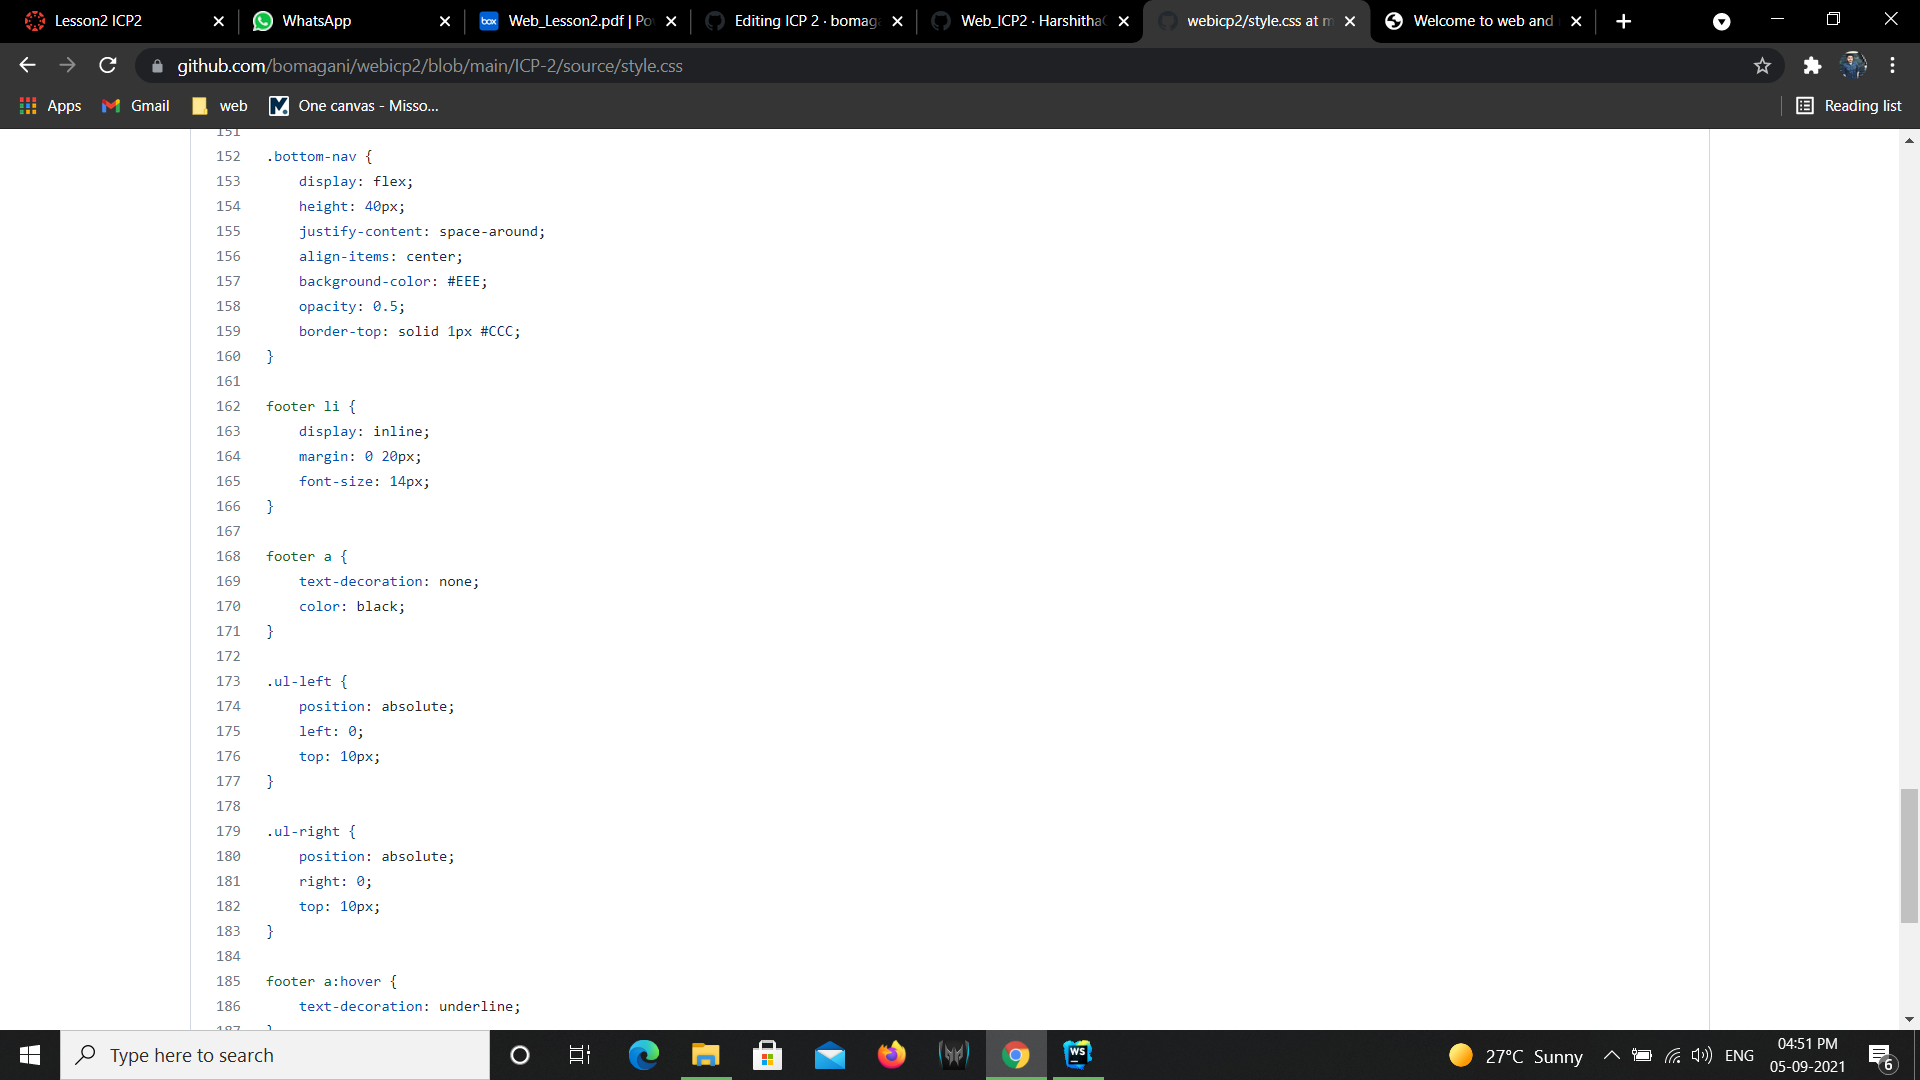 Lesson2 ICP2
WhatsApp
box Web_Lesson2.pdf | Po
Editing ICP 2 · bomaga
Web_ICP2 · Harshitha
webicp2/style.css at m
Welcome to web and
github.com/bomagani/webicp2/blob/main/ICP-2/source/style.css
Apps
Gmail
web
One canvas - Misso...
Reading list
151
152 .bottom-nav {
153 display: flex;
154 height: 40px;
155 justify-content: space-around;
156 align-items: center;
157 background-color: #EEE;
158 opacity: 0.5;
159 border-top: solid 1px #CCC;
160 }
161
162 footer li {
163 display: inline;
164 margin: 0 20px;
165 font-size: 14px;
166 }
167
168 footer a {
169 text-decoration: none;
170 color: black;
171 }
172
173 .ul-left {
174 position: absolute;
175 left: 0;
176 top: 10px;
177 }
178
179 .ul-right {
180 position: absolute;
181 right: 0;
182 top: 10px;
183 }
184
185 footer a:hover {
186 text-decoration: underline;
187 }
Type here to search
WS
27°C Sunny
ENG
04:51 PM
05-09-2021
6